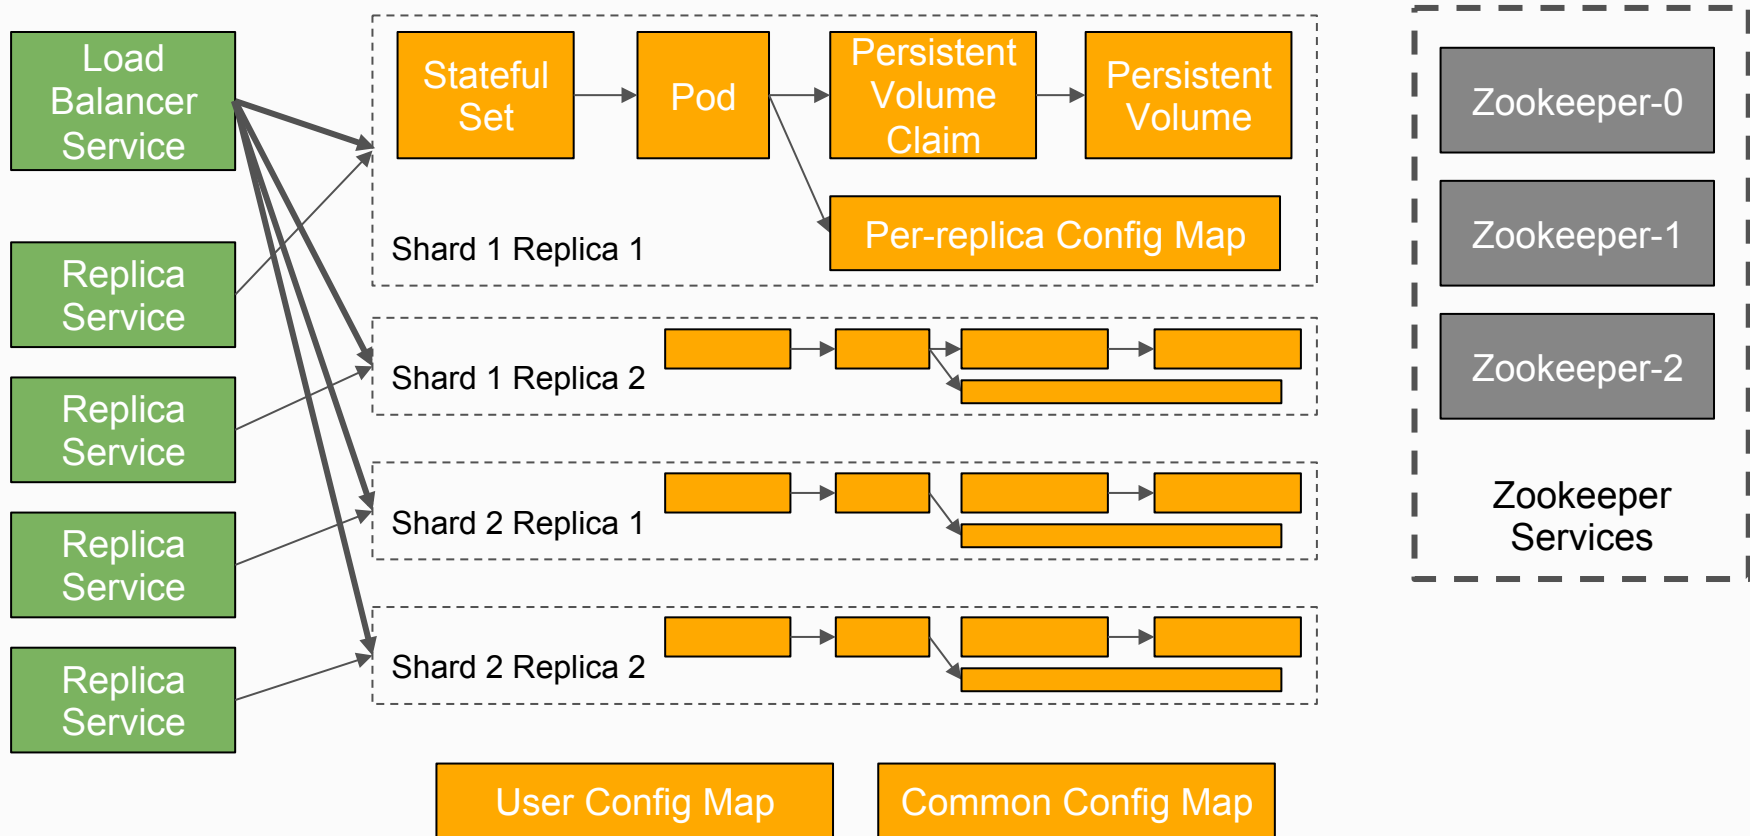 Load
Balancer
Service
Replica
Service
Replica
Service
Replica
Service
Replica
Service
Stateful
Set
Pod
Persistent
Volume
Claim
Persistent
Volume
Per-replica Config Map
Shard 1 Replica 1
Shard 1 Replica 2
Shard 2 Replica 1
Shard 2 Replica 2
User Config Map
Common Config Map
Zookeeper-0
Zookeeper-1
Zookeeper-2
Zookeeper
Services